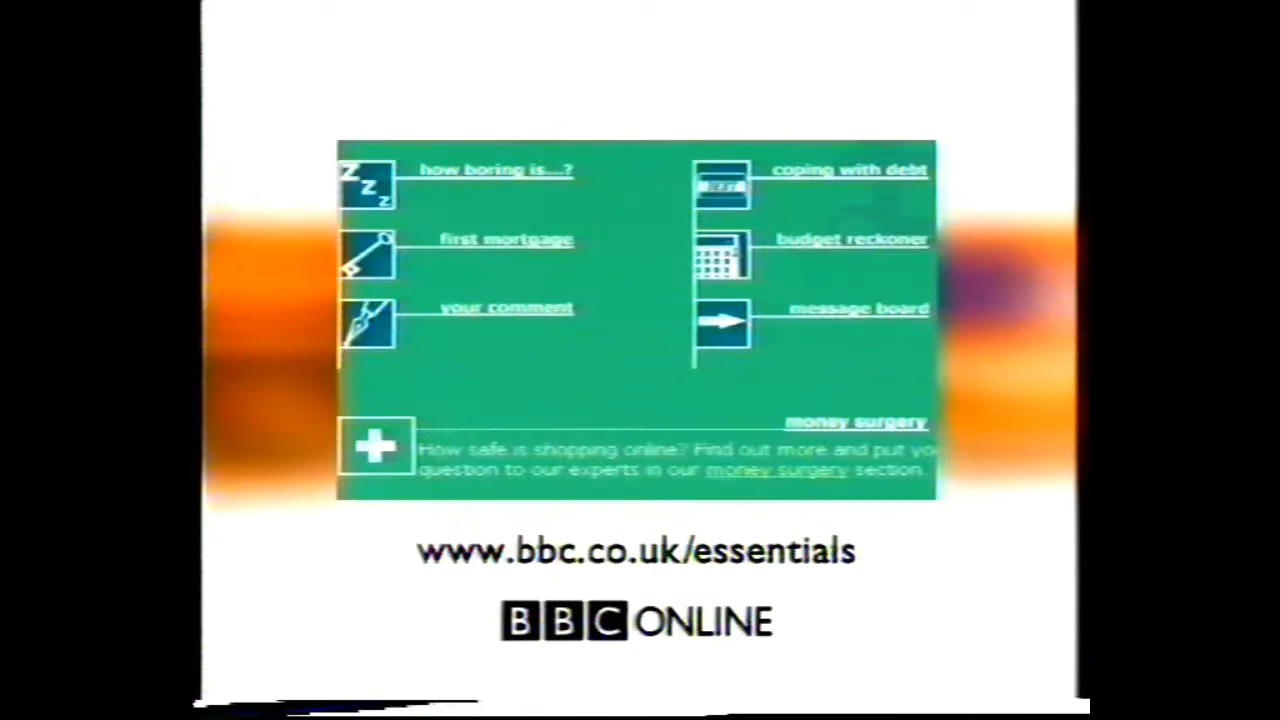 how boring is...?
coping with debt
first mortgage
budget reckoner
your comment
message board
money surgery
How safe is shopping online? Find out more and put yo
question to our experts in our money surgery section.
www.bbc.co.uk/essentials
BBC ONLINE